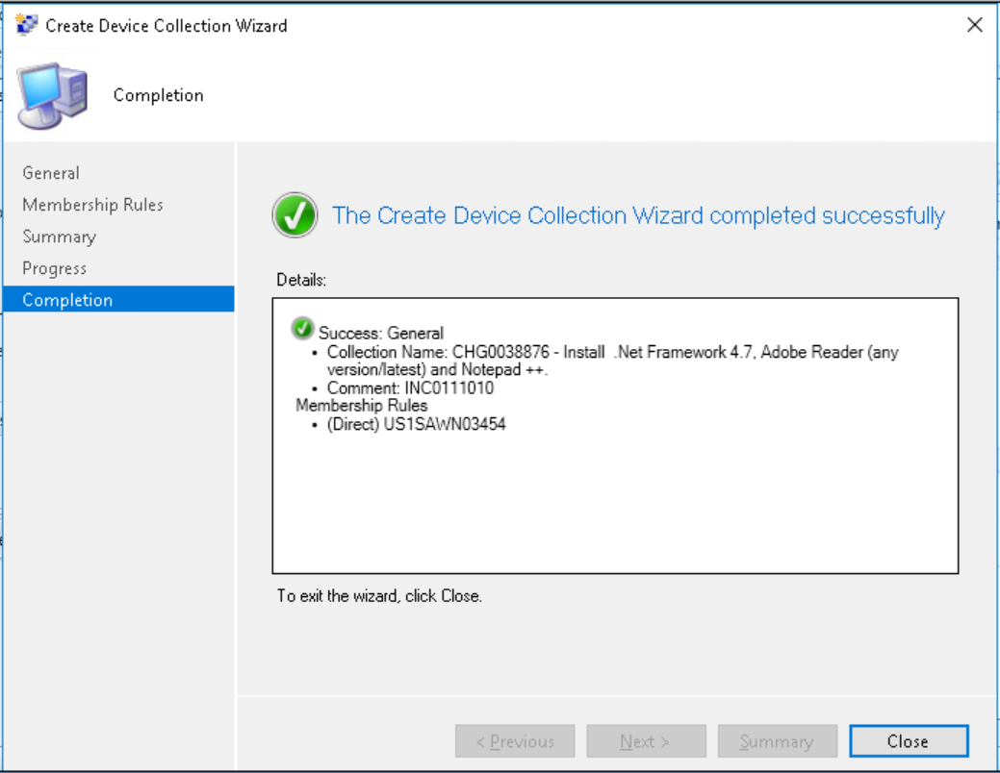 Create Device Collection Wizard
Completion
General
Membership Rules
Summary
Progress
Completion
The Create Device Collection Wizard completed successfully
Details:
Success: General
• Collection Name: CHG0038876 - Install  .Net Framework 4.7, Adobe Reader (any
version/latest) and Notepad ++.
• Comment: INC0111010
Membership Rules
• (Direct) US1SAWN03454
To exit the wizard, click Close.
< Previous
Next >
Summary
Close